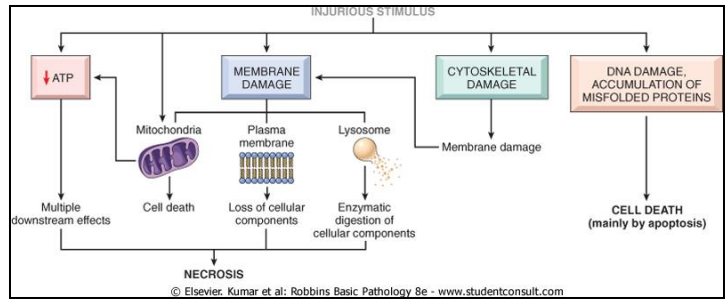 INJURIOUS STIMULUS
ATP
MEMBRANE
DAMAGE
CYTOSKELETAL
DAMAGE
DNA DAMAGE,
ACCUMULATION OF
MISFOLDED PROTEINS
Mitochondria
Plasma
membrane
Lysosome
Membrane damage
Multiple
downstream effects
Cell death
Loss of cellular
components
Enzymatic
digestion of
cellular components
CELL DEATH
(mainly by apoptosis)
NECROSIS
© Elsevier. Kumar et al: Robbins Basic Pathology 8e - www.studentconsult.com